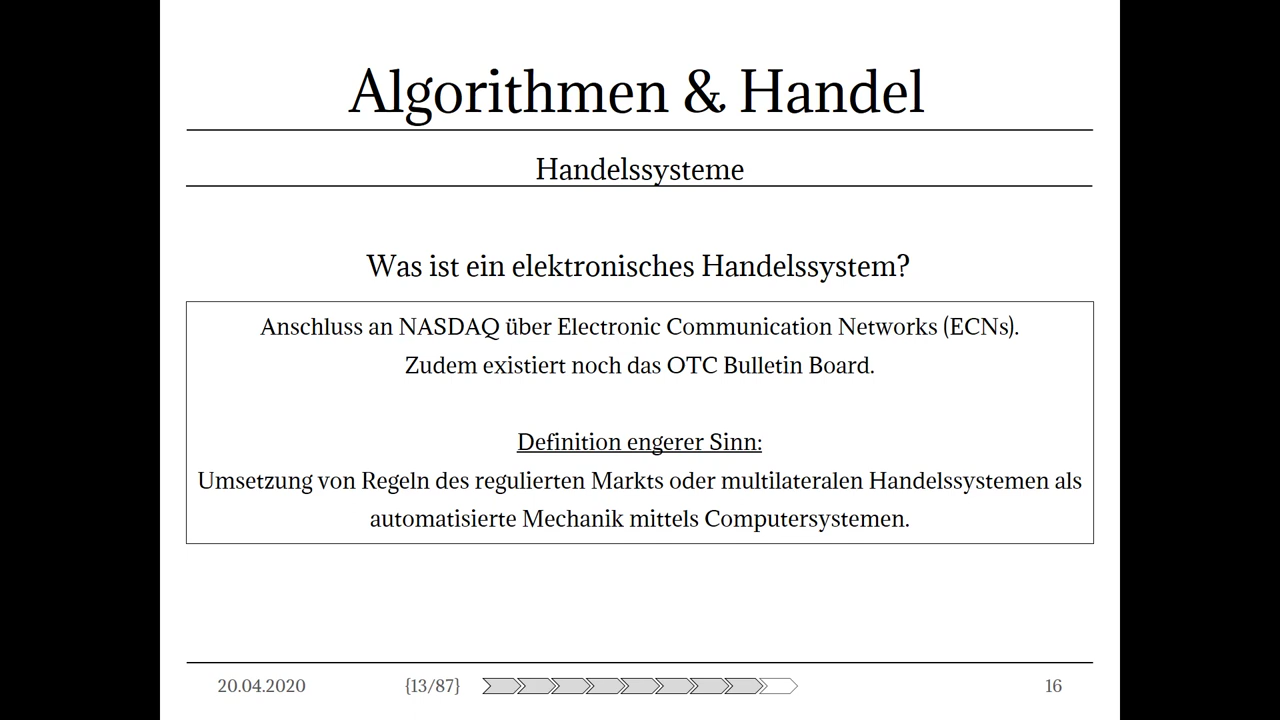 Algorithmen & Handel
Handelssysteme
Was ist ein elektronisches Handelssystem?
Anschluss an NASDAQ über Electronic Communication Networks (ECNs).
Zudem existiert noch das OTC Bulletin Board.
Definition engerer Sinn:
Umsetzung von Regeln des regulierten Markts oder multilateralen Handelssystemen als
automatisierte Mechanik mittels Computersystemen.
20.04.2020 {13/87} 16